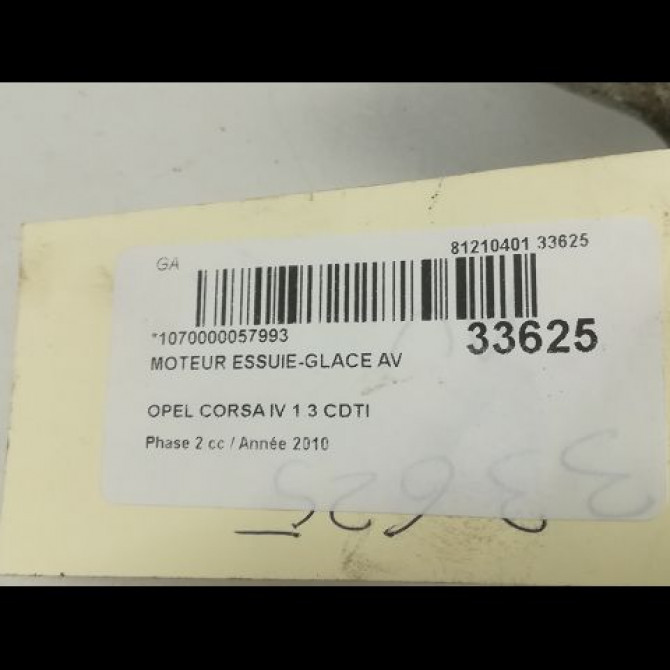 GA
81210401 33625
*1070000057993
33625
MOTEUR ESSUIE-GLACE AV
OPEL CORSA IV 1 3 CDTI
Phase 2 cc / Année 2010
33625